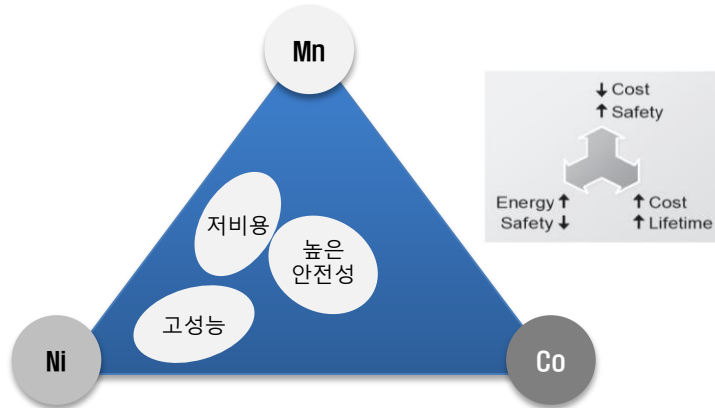 Mn
↓ Cost
↑ Safety
Energy ↑
Safety ↓
↑ Cost
↑ Lifetime
저비용
높은
안전성
고성능
Ni
Co